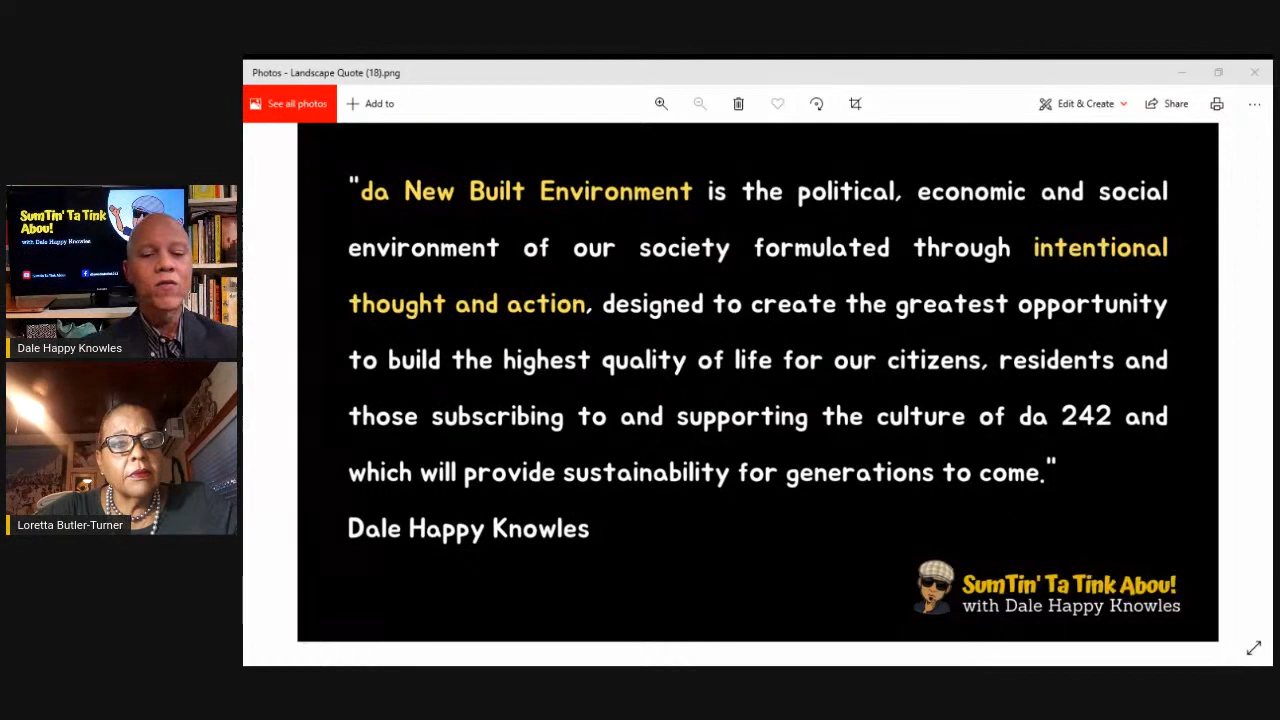 Photos - Landscape Quote (18).png
See all photos
Add to
Edit & Create
Share
"da New Built Environment is the political, economic and social
environment of our society formulated through intentional
thought and action, designed to create the greatest opportunity
to build the highest quality of life for our citizens, residents and
those subscribing to and supporting the culture of da 242 and
which will provide sustainability for generations to come."
Dale Happy Knowles
SumTin' Ta Tink Abou!
with Dale Happy Knowles
SumTin' Ta Tink
Abou!
with Dale Happy Knowles
Dale Happy Knowles
Loretta Butler-Turner